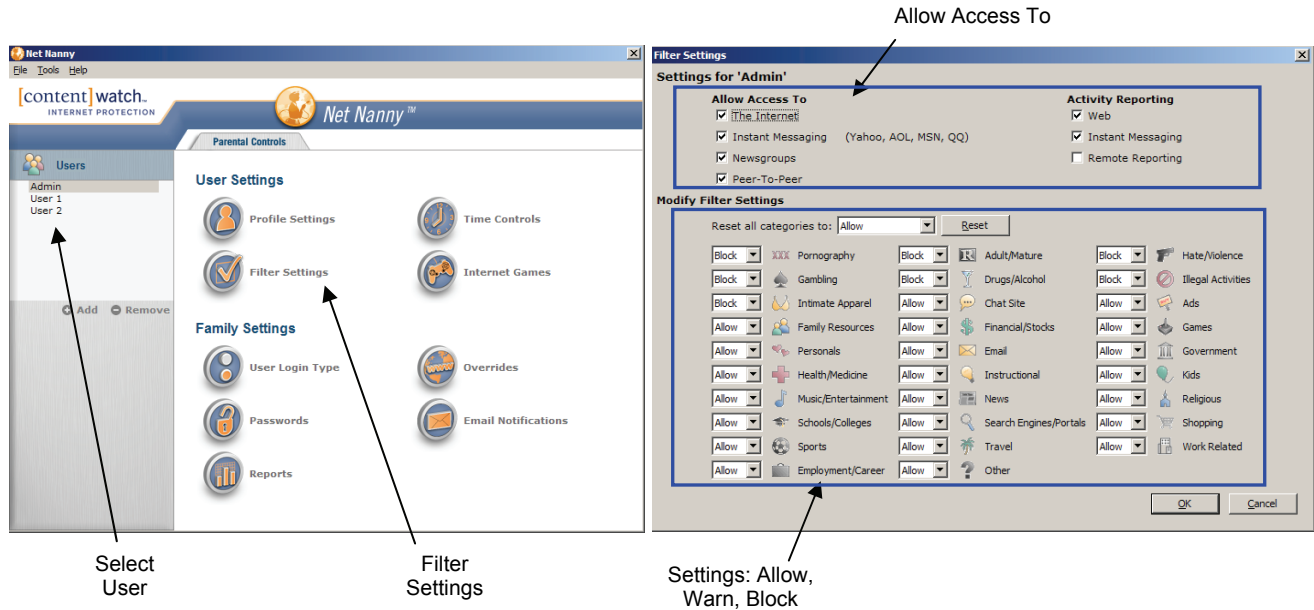 Allow Access To
Net Nanny
File Tools Help
[content]watch™
INTERNET PROTECTION
Net Nanny ™
Parental Controls
Users
Admin
User 1
User 2
Add Remove
User Settings
Profile Settings Time Controls
Filter Settings Internet Games
Family Settings
User Login Type Overrides
www
Passwords Email Notifications
Reports
Select
User
Filter
Settings
Filter Settings
Settings for 'Admin'
Allow Access To Activity Reporting
The Internet Web
Instant Messaging (Yahoo, AOL, MSN, QQ) Instant Messaging
Newsgroups Remote Reporting
Peer-To-Peer
Modify Filter Settings
Reset all categories to: Allow Reset
Block XXX Pornography Block R Adult/Mature Block Hate/Violence
Block Gambling Block Drugs/Alcohol Block Illegal Activities
Block Intimate Apparel Allow Chat Site Allow Ads
Allow Family Resources Allow Financial/Stocks Allow Games
Allow Personals Allow Email Allow Government
Allow Health/Medicine Allow Instructional Allow Kids
Allow Music/Entertainment Allow News Allow Religious
Allow Schools/Colleges Allow Search Engines/Portals Allow Shopping
Allow Sports Allow Travel Allow Work Related
Allow Employment/Career Allow Other
OK Cancel
Settings: Allow,
Warn, Block